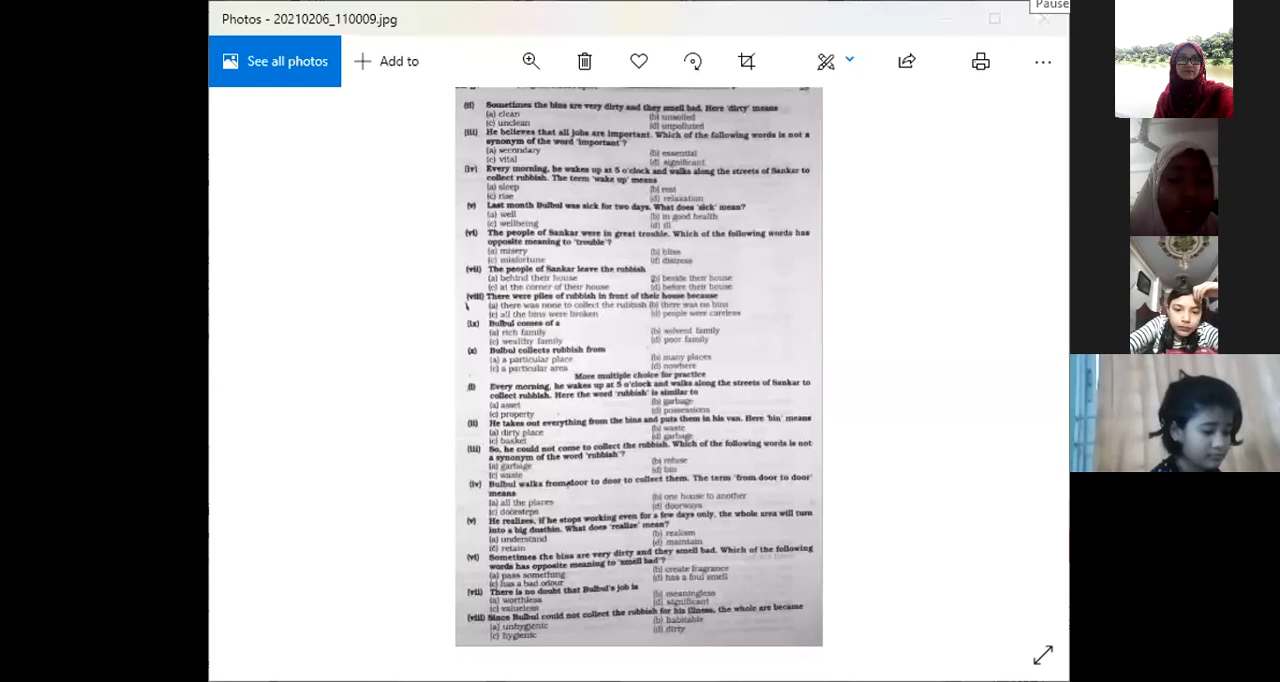 Pause
Photos - 20210206_110009.jpg
See all photos
Add to
(ii) Sometimes the bins are very dirty and they smell bad. Here 'dirty' means
(a) clean (b) unsoiled
(c) unclean (d) unpolluted
(iii) He believes that all jobs are important. Which of the following words is not a
synonym of the word 'important'?
(a) secondary (b) essential
(c) vital (d) significant
(iv) Every morning, he wakes up at 5 o'clock and walks along the streets of Sankar to
collect rubbish. The term 'wake up' means
(a) sleep (b) rest
(c) rise (d) relaxation
(v) Last month Bulbul was sick for two days. What does 'sick' mean?
(a) well (b) in good health
(c) wellbeing (d) ill
(vi) The people of Sankar were in great trouble. Which of the following words has
opposite meaning to 'trouble'?
(a) misery (b) bliss
(c) misfortune (d) distress
(vii) The people of Sankar leave the rubbish
(a) behind their house (b) beside their house
(c) at the corner of their house (d) before their house
(viii) There were piles of rubbish in front of their house because
(a) there was none to collect the rubbish (b) there was no bins
(c) all the bins were broken (d) people were careless
(ix) Bulbul comes of a
(a) rich family (b) solvent family
(c) wealthy family (d) poor family
(x) Bulbul collects rubbish from
(a) a particular place (b) many places
(c) a particular area (d) nowhere
More multiple choice for practice
(i) Every morning, he wakes up at 5 o'clock and walks along the streets of Sankar to
collect rubbish. Here the word 'rubbish' is similar to
(a) asset (b) garbage
(c) property (d) possessions
(ii) He takes out everything from the bins and puts them in his van. Here 'bin' means
(a) dirty place (b) waste
(c) basket (d) garbage
(iii) So, he could not come to collect the rubbish. Which of the following words is not
a synonym of the word 'rubbish'?
(a) garbage (b) refuse
(c) waste (d) bin
(iv) Bulbul walks from door to door to collect them. The term 'from door to door'
means
(a) all the places (b) one house to another
(c) doorsteps (d) doorways
(v) He realizes, if he stops working even for a few days only, the whole area will turn
into a big dustbin. What does 'realize' mean?
(a) understand (b) realism
(c) retain (d) maintain
(vi) Sometimes the bins are very dirty and they smell bad. Which of the following
words has opposite meaning to 'smell bad'?
(a) pass something (b) create fragrance
(c) has a bad odour (d) has a foul smell
(vii) There is no doubt that Bulbul's job is
(a) worthless (b) meaningless
(c) valueless (d) significant
(viii) Since Bulbul could not collect the rubbish for his illness, the whole are became
(a) unhygienic (b) habitable
(c) hygienic (d) dirty